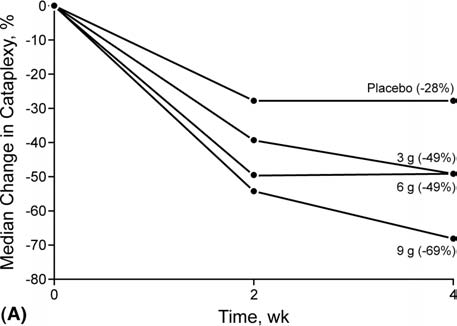 Median Change in Cataplexy, %
0
-10
-20
-30
-40
-50
-60
-70
-80
Placebo (-28%)
3 g (-49%)
6 g (-49%)
9 g (-69%)
0
2
4
Time, wk
(A)